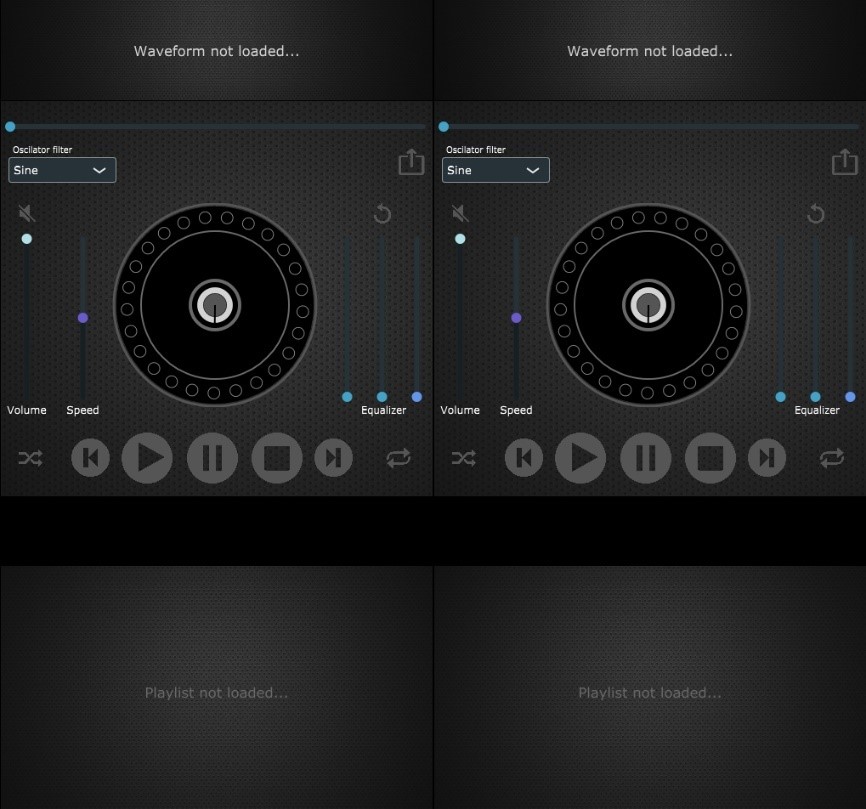 Waveform not loaded...
Waveform not loaded...
Oscilator filter
Sine
Oscilator filter
Sine
Volume
Speed
Equalizer
Volume
Speed
Equalizer
Playlist not loaded...
Playlist not loaded...